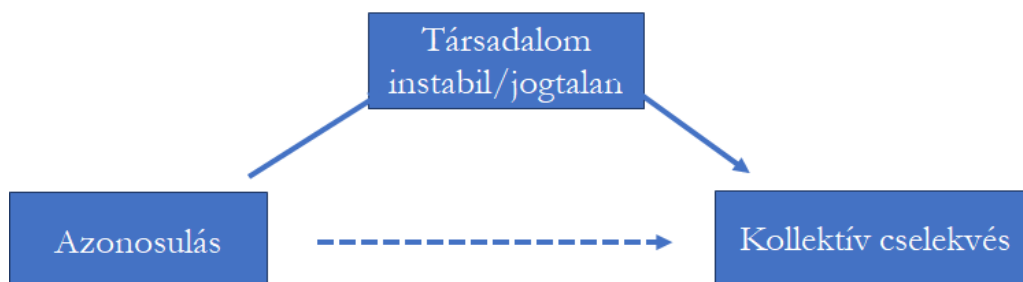 Társadalom
instabil/jogtalan
Azonosulás
Kollektív cselekvés